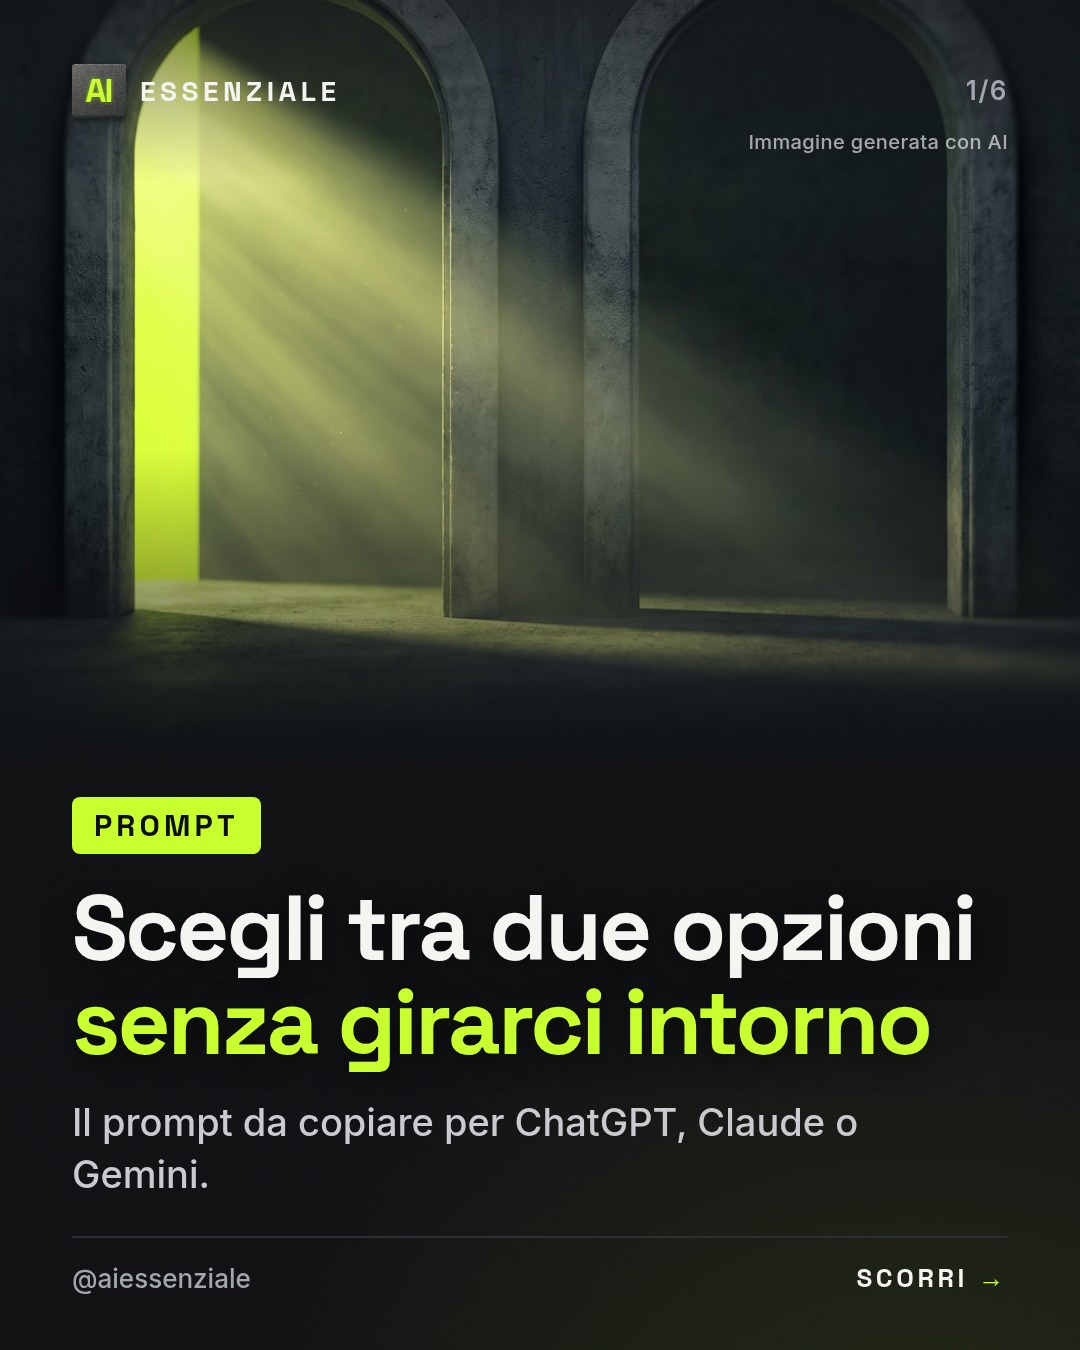 AI ESSENZIALE
1/6
Immagine generata con AI
PROMPT
Scegli tra due opzioni
senza girarci intorno
Il prompt da copiare per ChatGPT, Claude o
Gemini.
@aiessenziale
SCORRI →